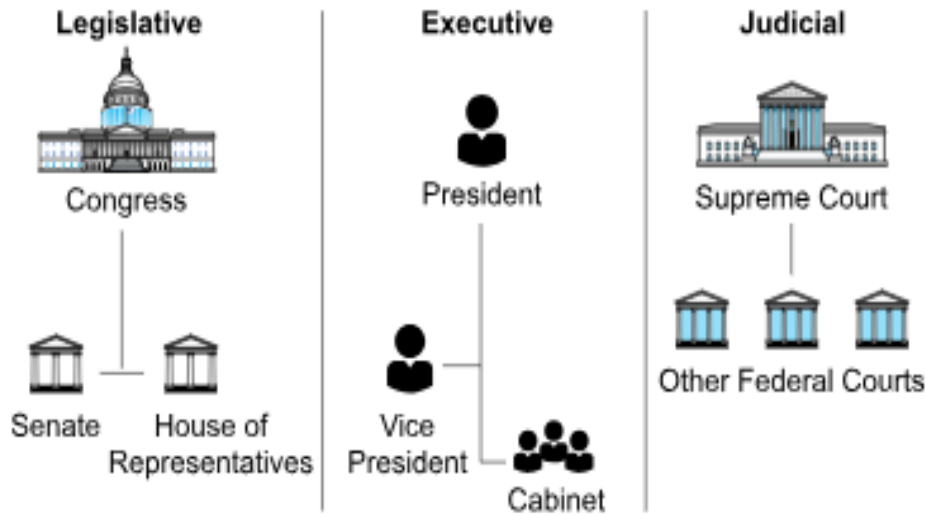 Legislative
Congress
Senate
House of
Representatives
Executive
President
Vice
President
Cabinet
Judicial
Supreme Court
Other Federal Courts